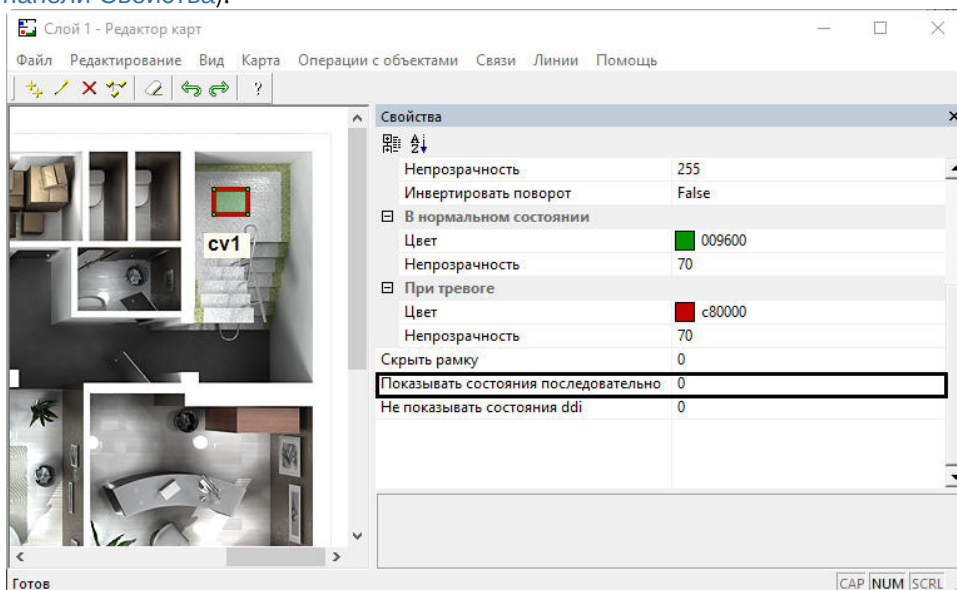 панели Свойства).
Слой 1 - Редактор карт
Файл Редактирование Вид Карта Операции с объектами Связи Линии Помощь
?
Свойства
Непрозрачность 255
Инвертировать поворот False
В нормальном состоянии
Цвет 009600
Непрозрачность 70
При тревоге
Цвет c80000
Непрозрачность 70
Скрыть рамку 0
Показывать состояния последовательно 0
Не показывать состояния ddi 0
cv1
Готов
CAP NUM SCRL